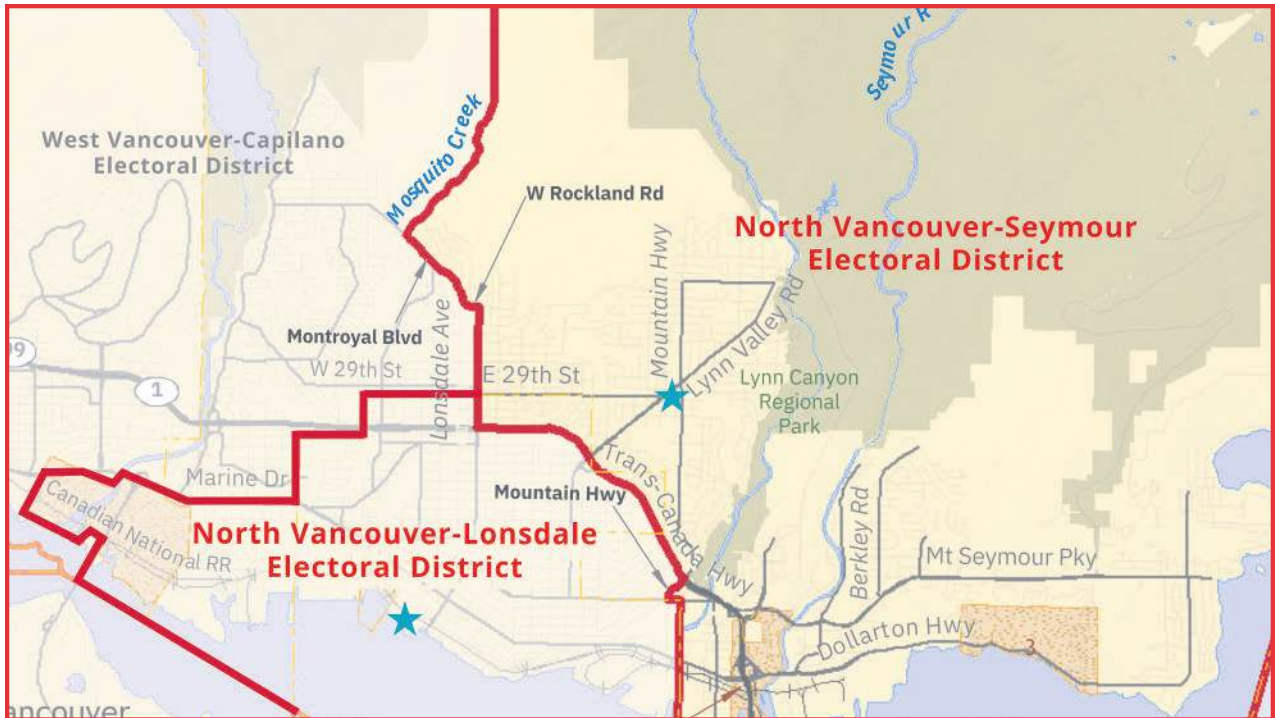 Seymour R
Mosquito Creek
West Vancouver-Capilano
Electoral District
W Rockland Rd
North Vancouver-Seymour
Electoral District
Mountain Hwy
Lonsdale Ave
Montroyal Blvd
W 29th St
E 29th St
Lynn Valley Rd
Lynn Canyon
Regional
Park
99
1
Marine Dr
Trans-Canada Hwy
Mountain Hwy
Canadian National RR
North Vancouver-Lonsdale
Electoral District
Berkley Rd
Mt Seymour Pky
Dollarton Hwy
3
ancouver